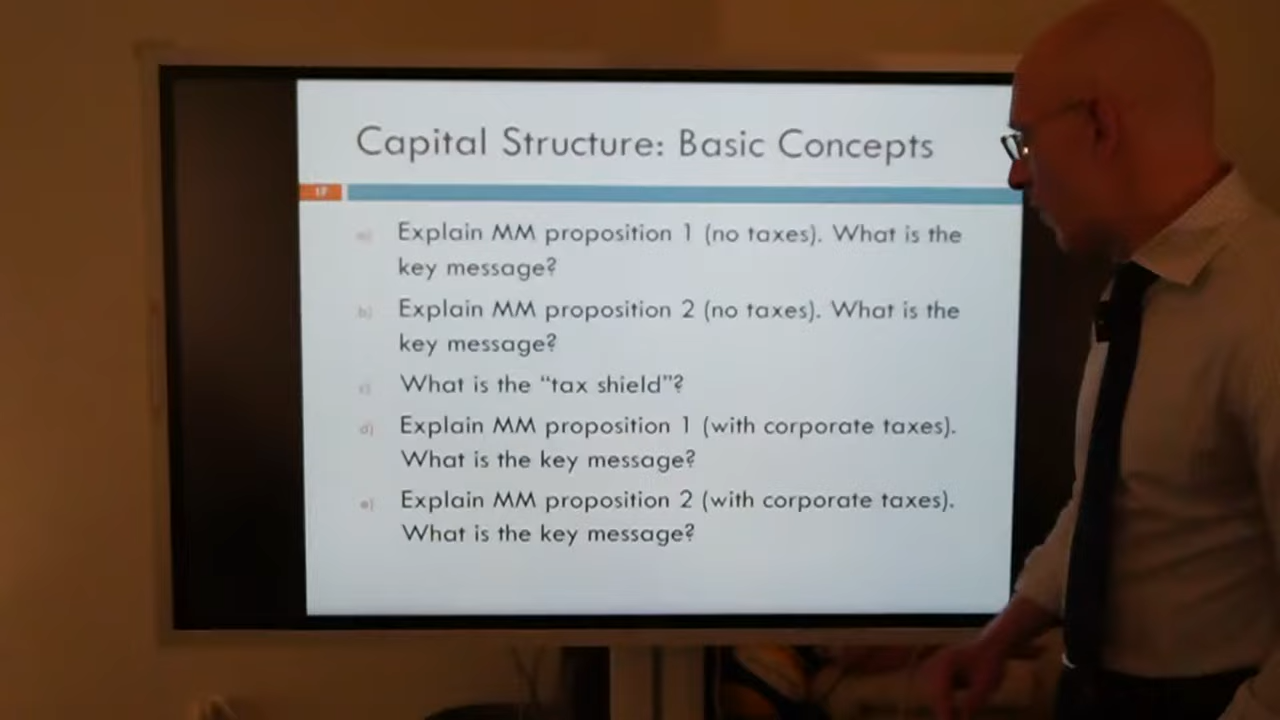 Capital Structure: Basic Concepts
17
a) Explain MM proposition 1 (no taxes). What is the
key message?
b) Explain MM proposition 2 (no taxes). What is the
key message?
c) What is the “tax shield”?
d) Explain MM proposition 1 (with corporate taxes).
What is the key message?
e) Explain MM proposition 2 (with corporate taxes).
What is the key message?